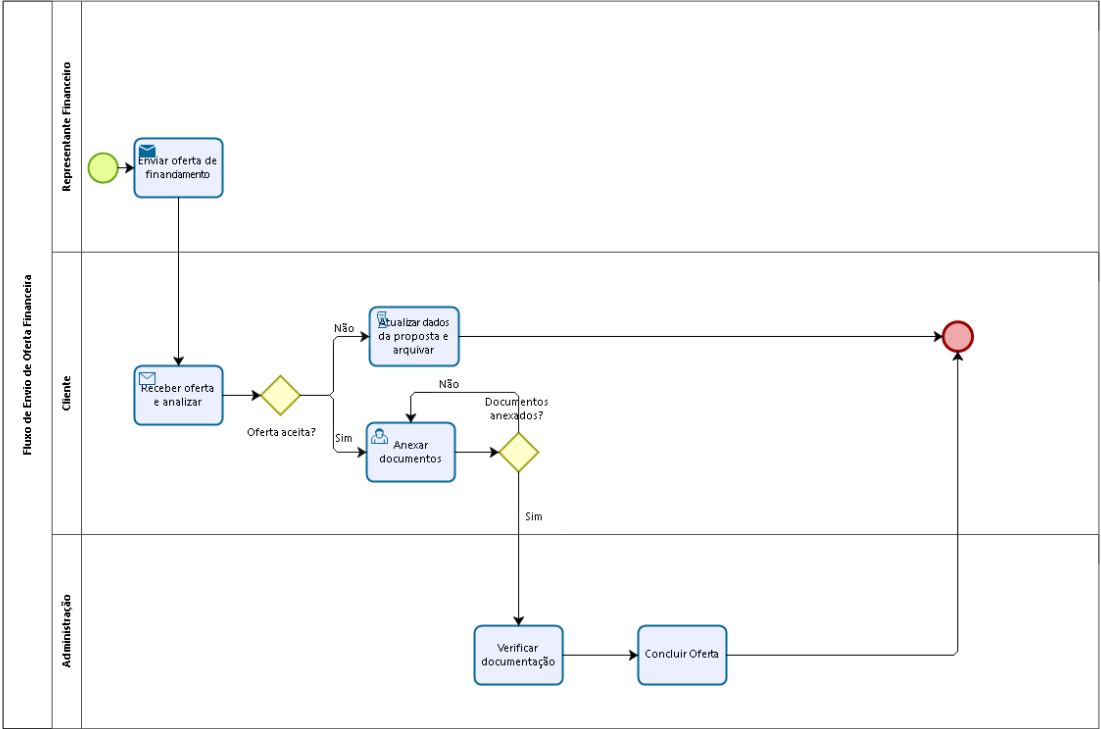 Fluxo de Envio de Oferta Financeira
Representante Financeiro
Enviar oferta de
financiamento
Cliente
Receber oferta
e analizar
Oferta aceita?
Não
Atualizar dados
da proposta e
arquivar
Sim
Anexar
documentos
Não
Documentos
anexados?
Sim
Administração
Verificar
documentação
Concluir Oferta